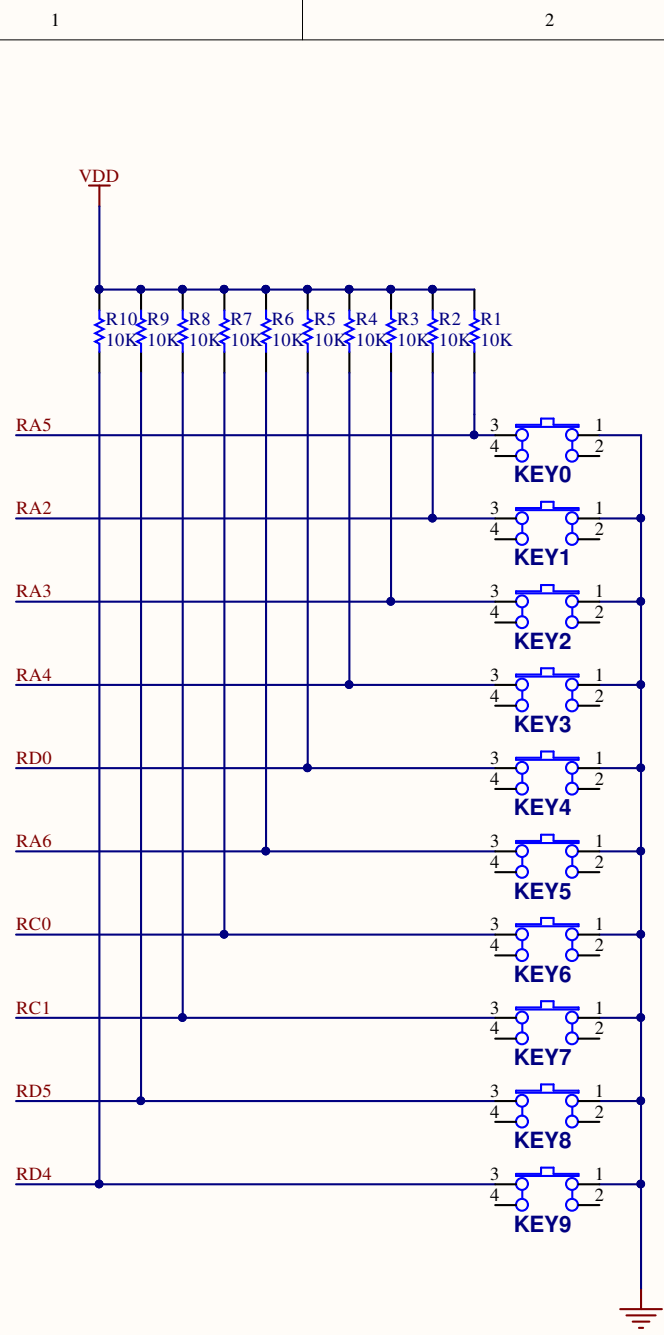 1 2
VDD
R10 R9 R8 R7 R6 R5 R4 R3 R2 R1
10K 10K 10K 10K 10K 10K 10K 10K 10K 10K
RA5 3 1
4 2
KEY0
RA2 3 1
4 2
KEY1
RA3 3 1
4 2
KEY2
RA4 3 1
4 2
KEY3
RD0 3 1
4 2
KEY4
RA6 3 1
4 2
KEY5
RC0 3 1
4 2
KEY6
RC1 3 1
4 2
KEY7
RD5 3 1
4 2
KEY8
RD4 3 1
4 2
KEY9